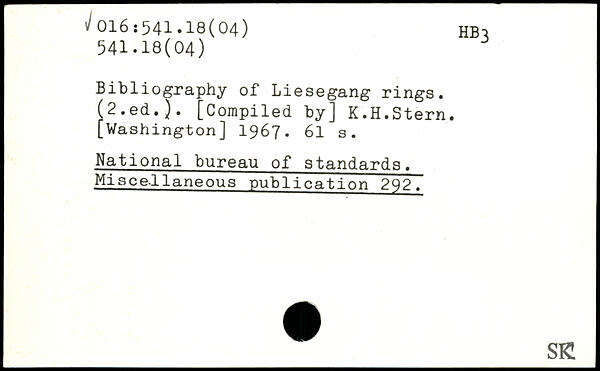 √016:541.18(04) HB3
541.18(04)
Bibliography of Liesegang rings.
(2.ed.). [Compiled by] K.H.Stern.
[Washington] 1967. 61 s.
National bureau of standards.
Miscellaneous publication 292.
SK